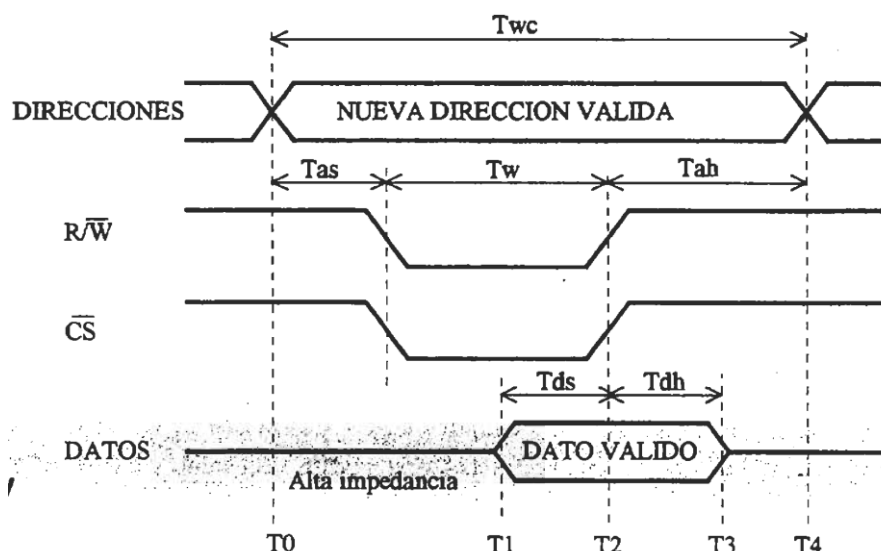 Twc
DIRECCIONES NUEVA DIRECCION VALIDA
Tas Tw Tah
R/W̅
C̅S̅
Tds Tdh
DATOS DATO VALIDO
Alta impedancia
T0 T1 T2 T3 T4